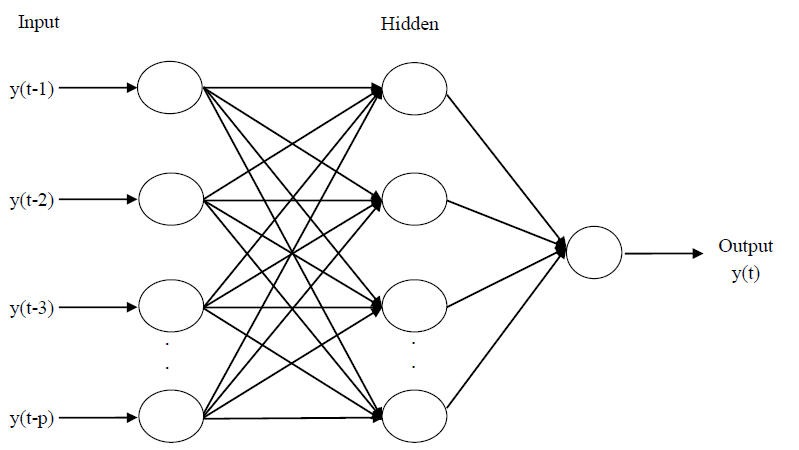 Input
Hidden
y(t-1)
y(t-2)
y(t-3)
.
.
.
.
y(t-p)
Output
y(t)